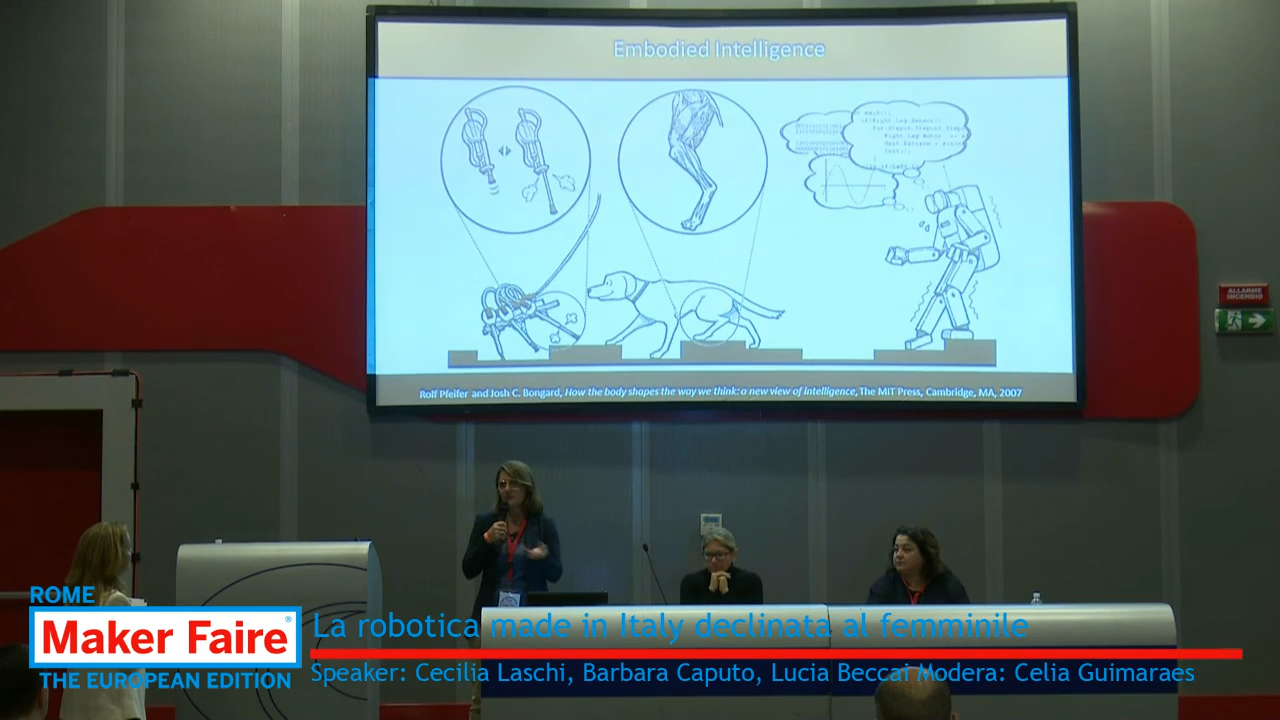 Embodied Intelligence
Rolf Pfeifer and Josh C. Bongard, How the body shapes the way we think: a new view of intelligence, The MIT Press, Cambridge, MA, 2007
ALLARME
INCENDIO
ROME
Maker Faire®
THE EUROPEAN EDITION
La robotica made in Italy declinata al femminile
Speaker: Cecilia Laschi, Barbara Caputo, Lucia Beccai Modera: Celia Guimaraes